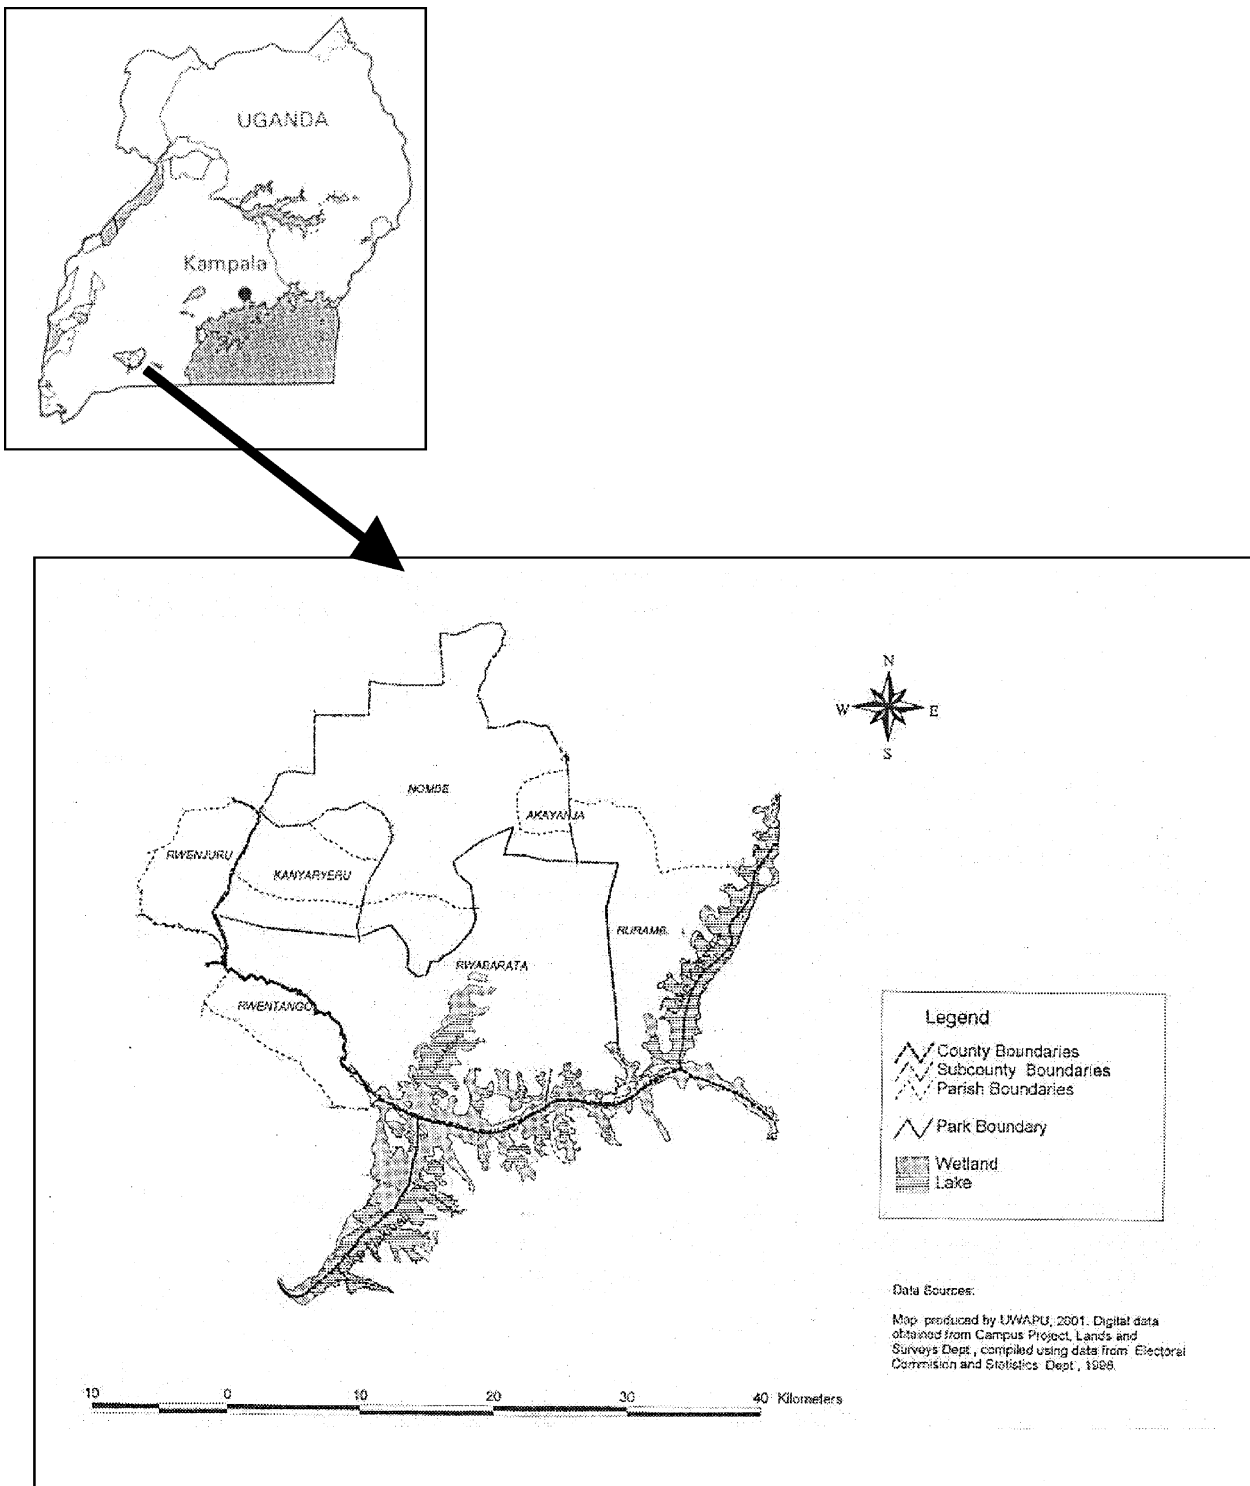 UGANDA
Kampala
N
W E
S
NOMBE
AKAYANJA
RWENJURU
KANYARYERU
RURAMB.
RWABARATA
RWENTANGO
Legend
County Boundaries
Subcounty Boundaries
Parish Boundaries
Park Boundary
Wetland
Lake
Data Sources:
Map produced by UWAPU, 2001. Digital data
obtained from Campus Project, Lands and
Surveys Dept., compiled using data from Electoral
Commision and Statistics Dept., 1998.
10 0 10 20 30 40 Kilometers